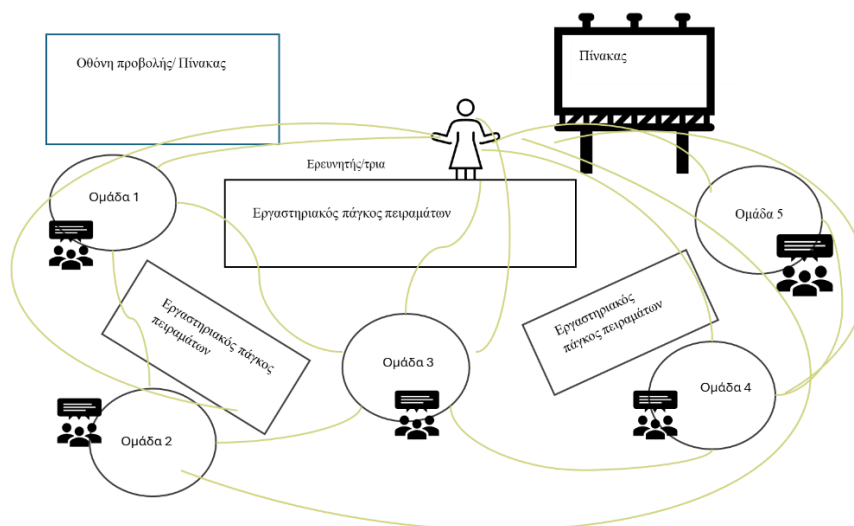 Οθόνη προβολής/ Πίνακας
Πίνακας
Ερευνητής/τρια
Ομάδα 1
Εργαστηριακός πάγκος πειραμάτων
Ομάδα 5
Εργαστηριακός πάγκος
πειραμάτων
Εργαστηριακός
πάγκος πειραμάτων
Ομάδα 3
Ομάδα 4
Ομάδα 2